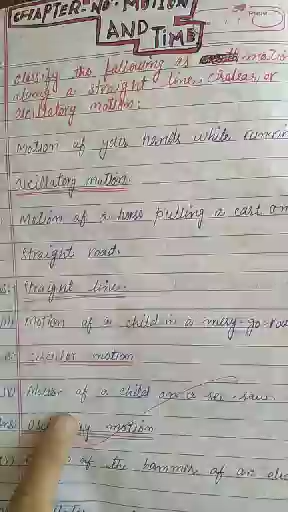 CHAPTER-NO- MOTION
AND TIME
Classify the following as motion
along a straight line, circular or
oscillatory motion:
Motion of your hands while
oscillatory motion.
Motion of a horse pulling a cart on
straight road.
straight line.
Motion of a child in a merry-go-
circular motion
Motion of a child on a see-saw
motion
of the hammer of an